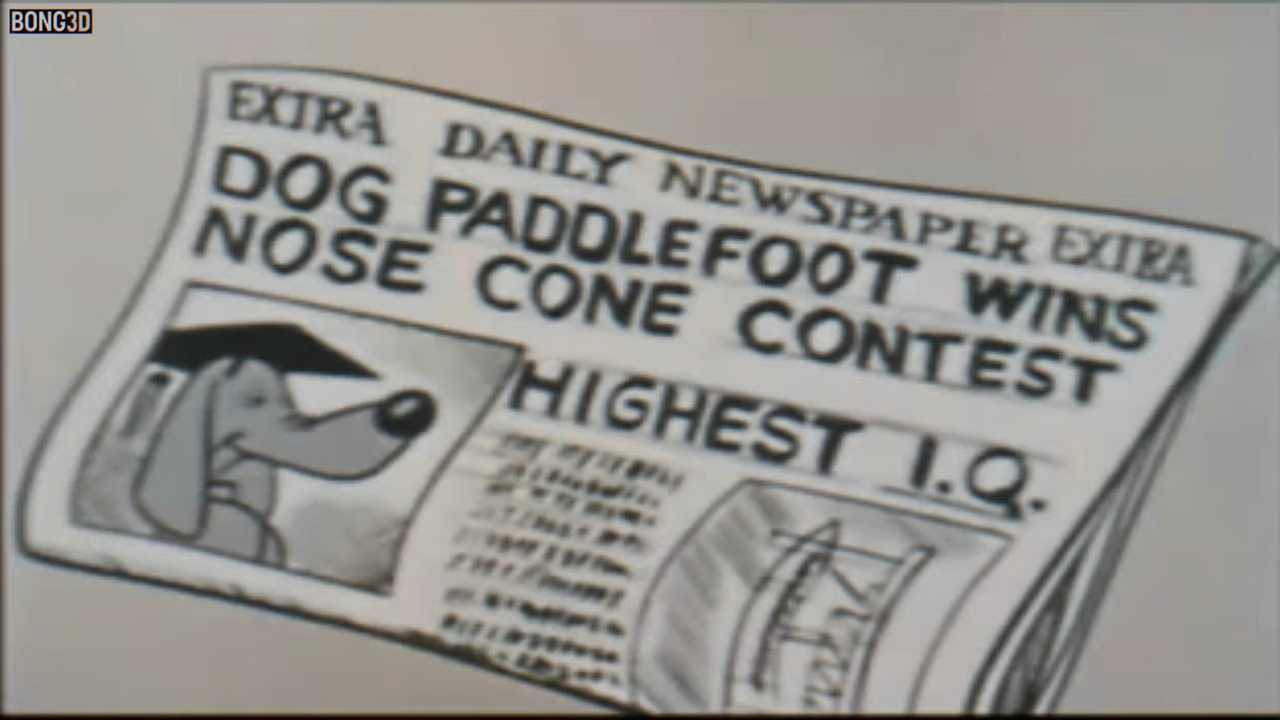 BONG3D
EXTRA DAILY NEWSPAPER EXTRA
DOG PADDLEFOOT WINS
NOSE CONE CONTEST
HIGHEST I.Q.